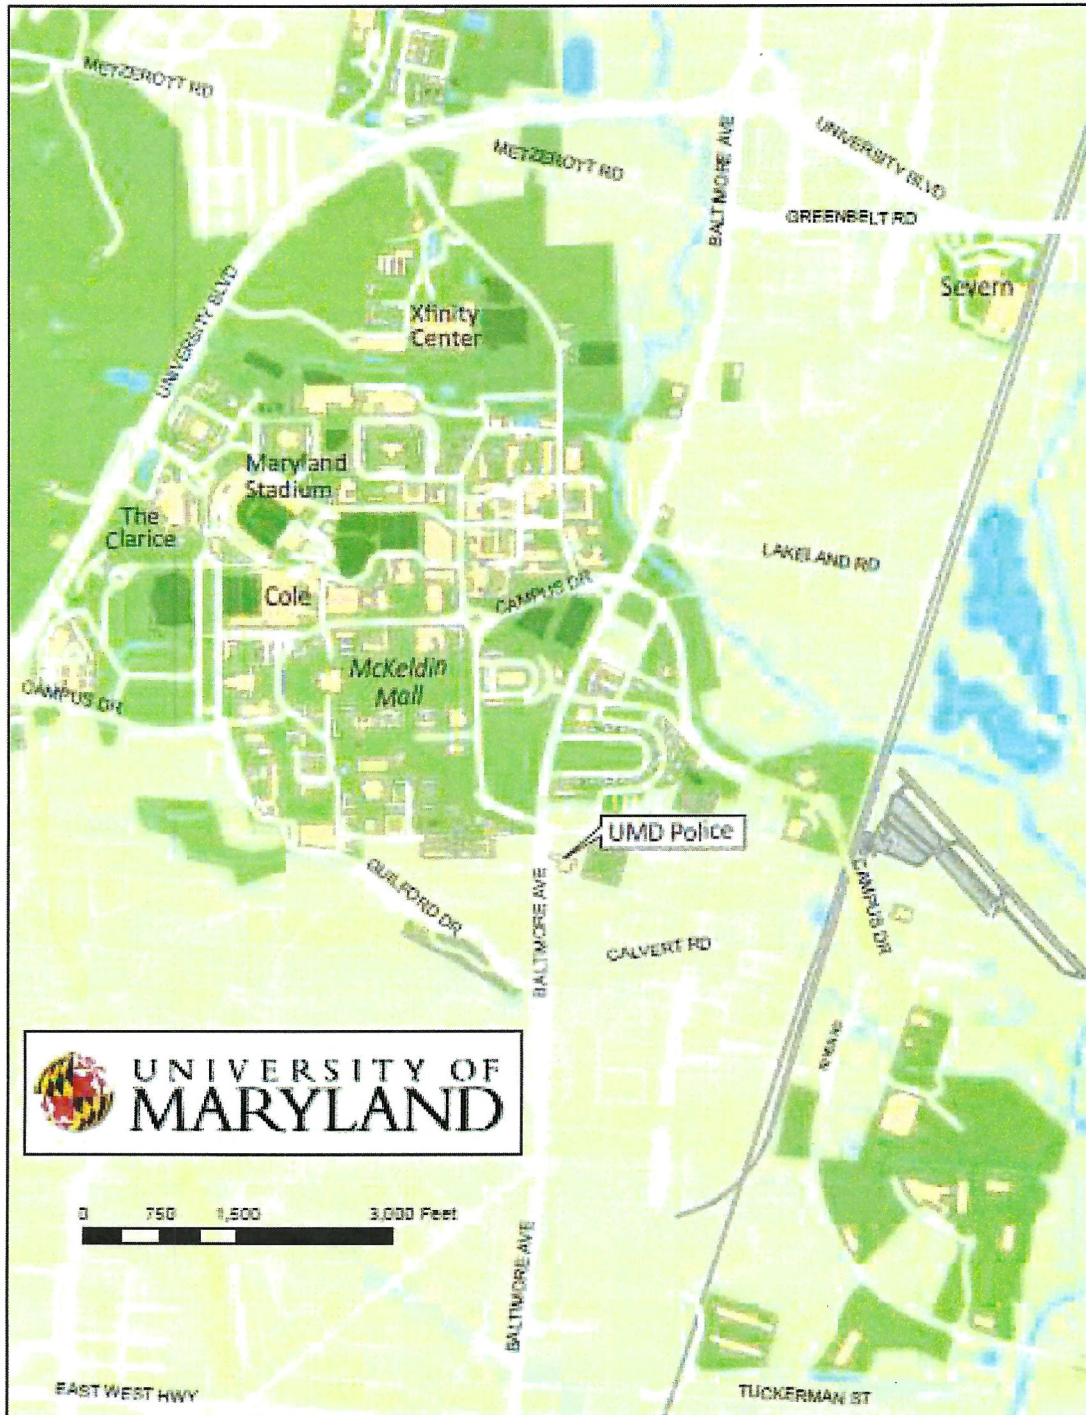 METZEROTT RD
METZEROTT RD
BALTIMORE AVE
UNIVERSITY BLVD
GREENBELT RD
UNIVERSITY BLVD
Severn
Xfinity
Center
Maryland
Stadium
The
Clarice
LAKELAND RD
Cole
CAMPUS DR
McKeldin
Mall
CAMPUS DR
UMD Police
GUILFORD DR
BALTIMORE AVE
CAMPUS DR
CALVERT RD
UNIVERSITY OF
MARYLAND
0 750 1,500 3,000 Feet
BALTIMORE AVE
EAST WEST HWY
TUCKERMAN ST